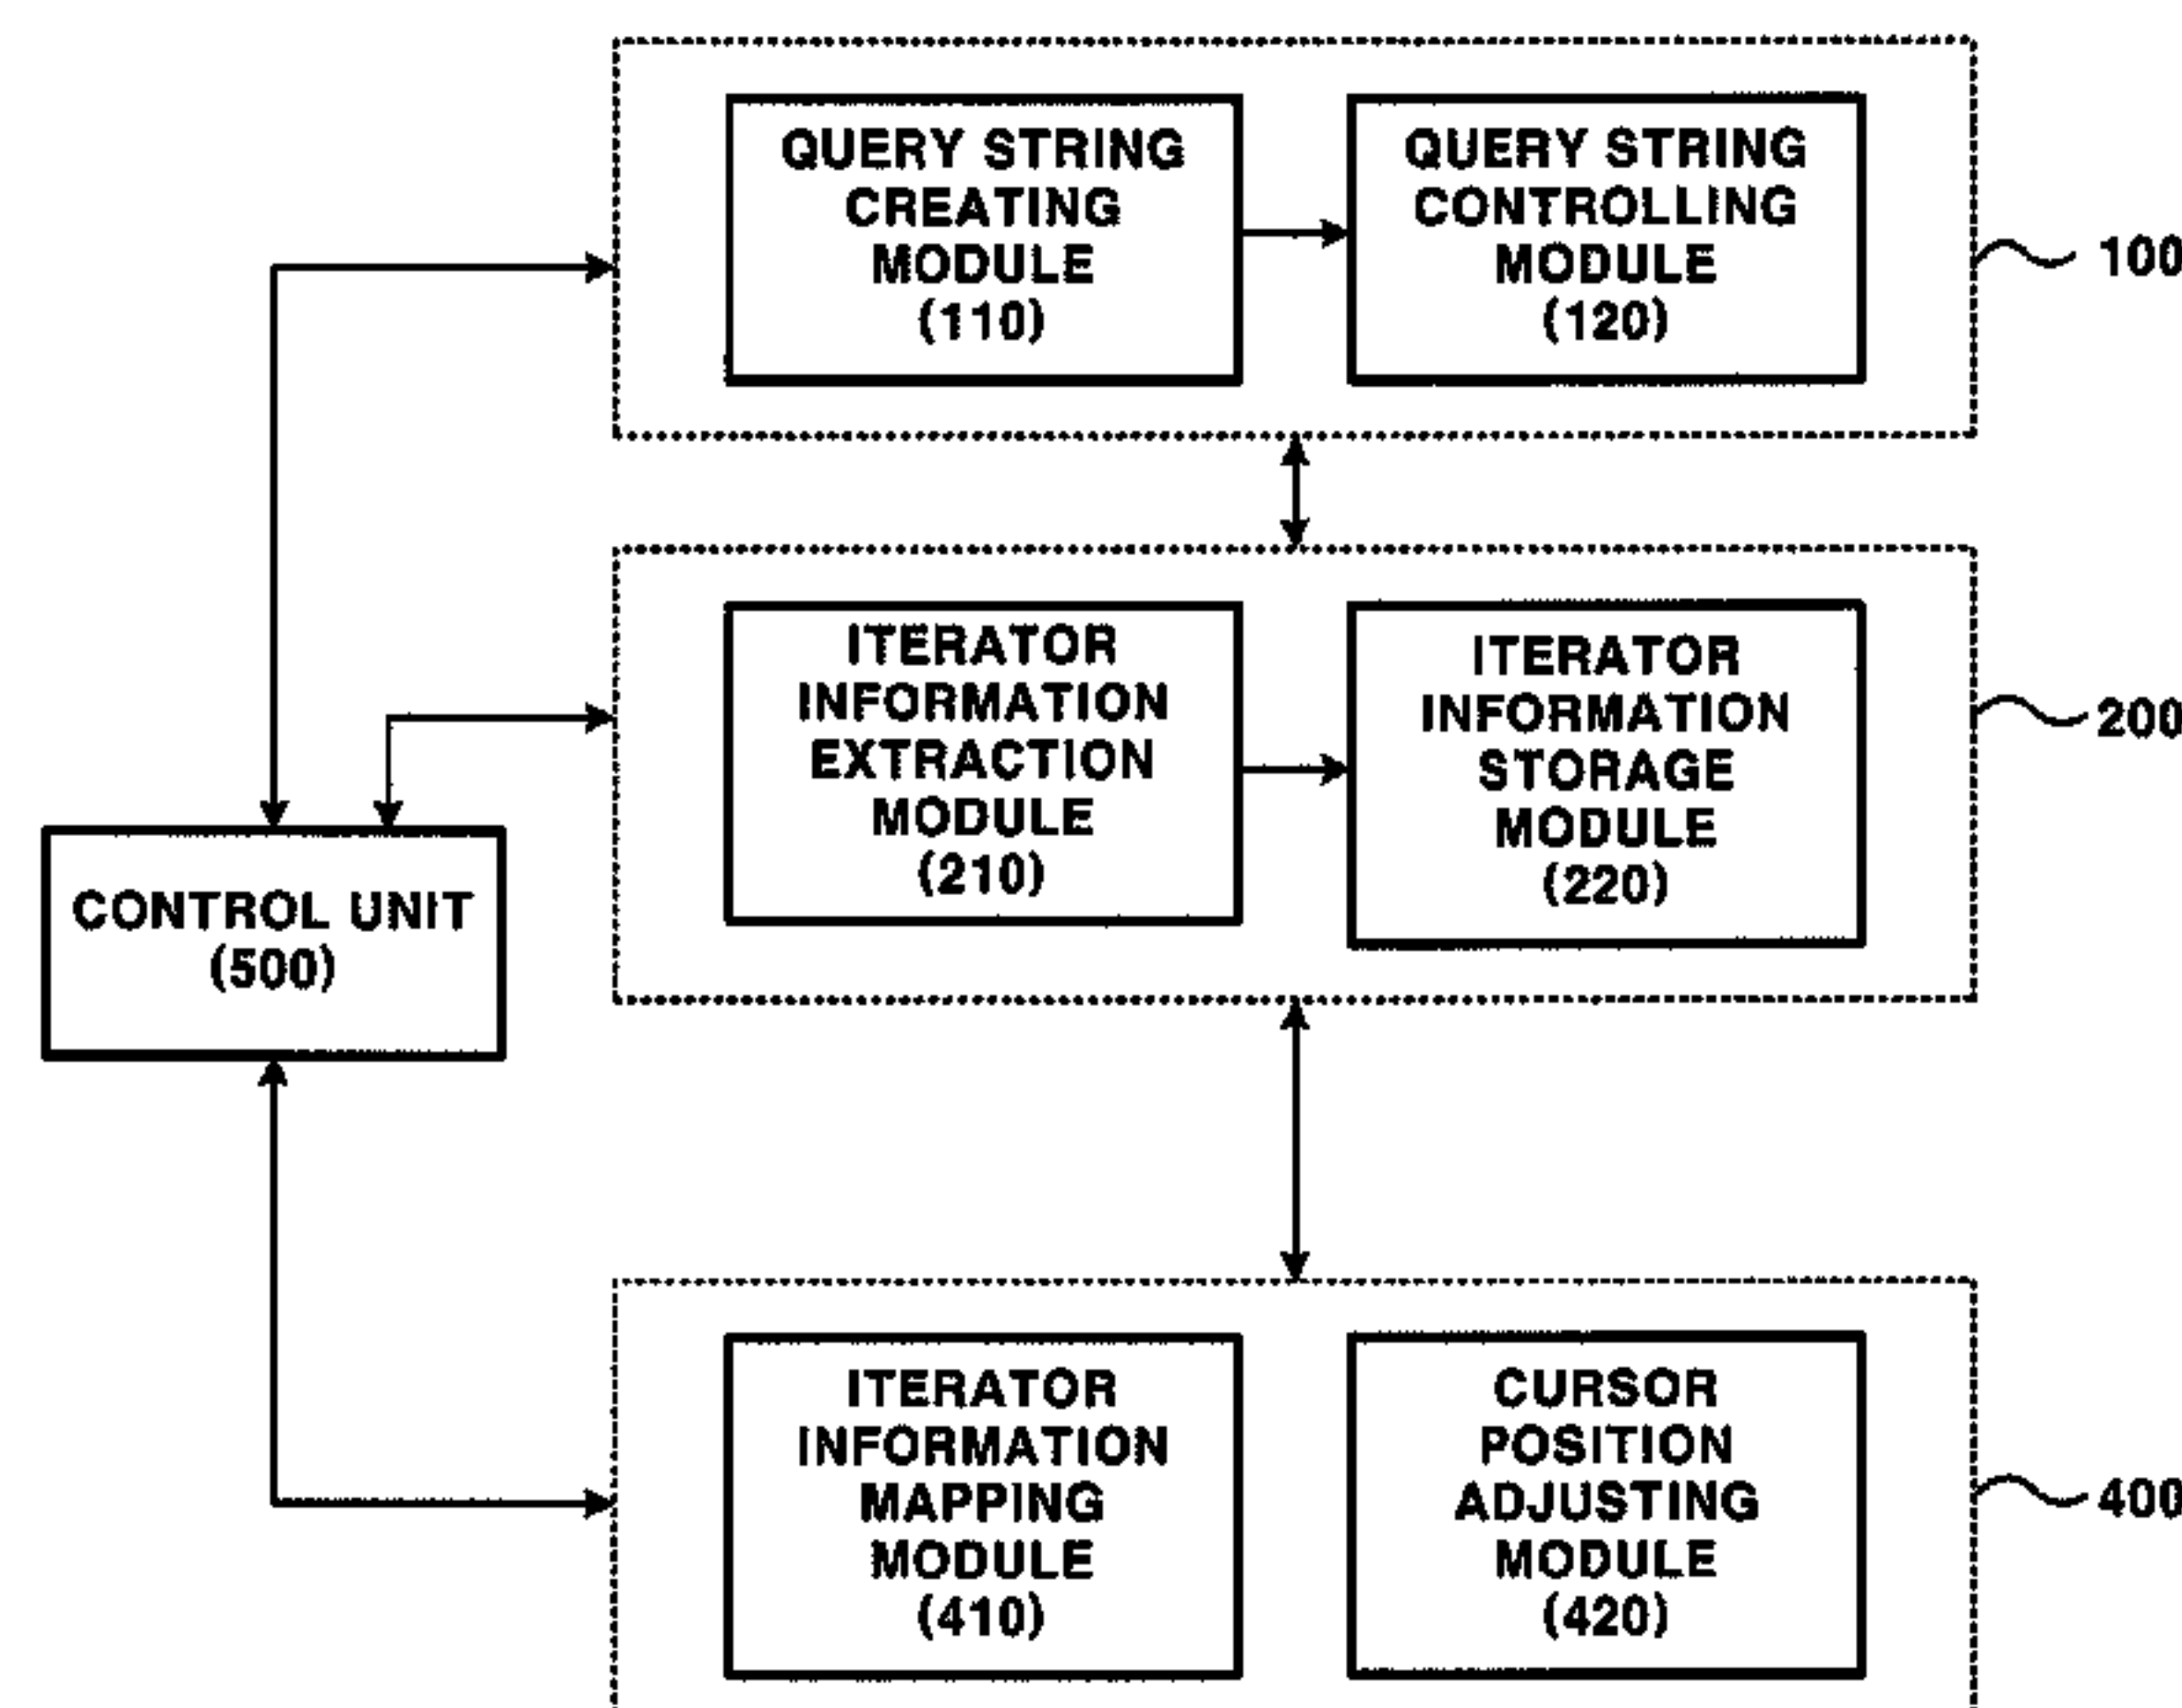 QUERY STRING
CREATING
MODULE
(110)
QUERY STRING
CONTROLLING
MODULE
(120)
100
ITERATOR
INFORMATION
EXTRACTION
MODULE
(210)
ITERATOR
INFORMATION
STORAGE
MODULE
(220)
200
CONTROL UNIT
(500)
ITERATOR
INFORMATION
MAPPING
MODULE
(410)
CURSOR
POSITION
ADJUSTING
MODULE
(420)
400